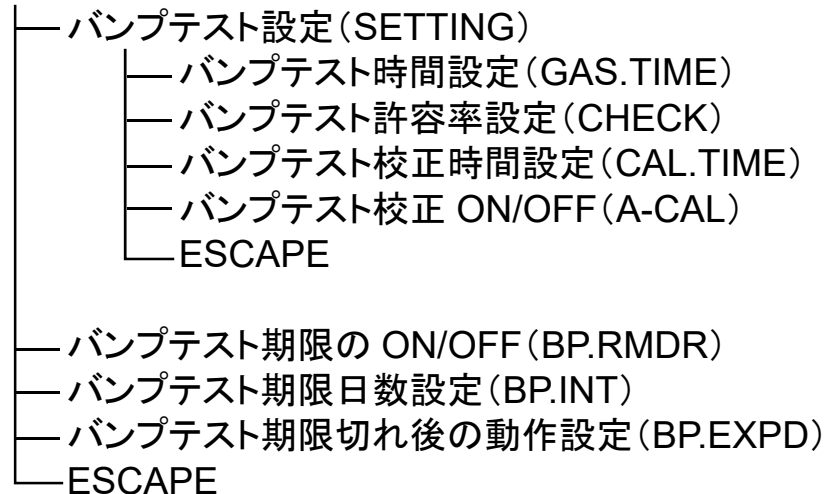 バンプテスト設定(SETTING)
バンプテスト時間設定(GAS.TIME)
バンプテスト許容率設定(CHECK)
バンプテスト校正時間設定(CAL.TIME)
バンプテスト校正 ON/OFF(A-CAL)
ESCAPE
バンプテスト期限の ON/OFF(BP.RMDR)
バンプテスト期限日数設定(BP.INT)
バンプテスト期限切れ後の動作設定(BP.EXPD)
ESCAPE